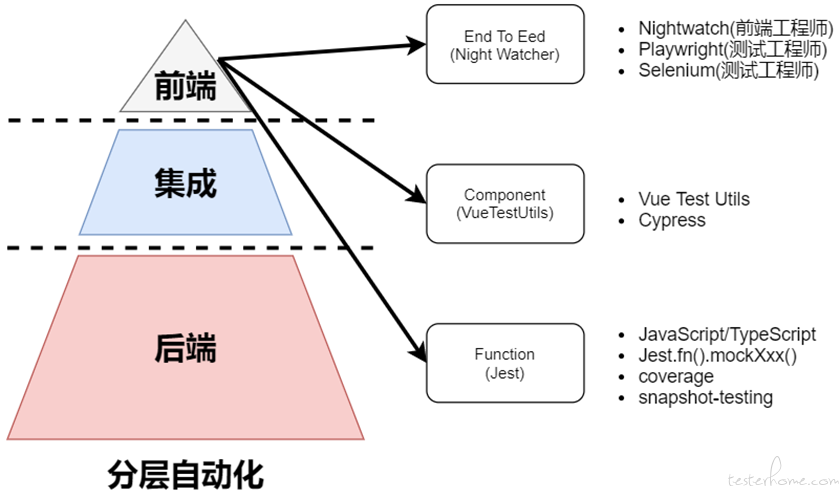 前端
集成
后端
分层自动化
End To Eed
(Night Watcher)
Nightwatch(前端工程师)
Playwright(测试工程师)
Selenium(测试工程师)
Component
(VueTestUtils)
Vue Test Utils
Cypress
Function
(Jest)
JavaScript/TypeScript
Jest.fn().mockXxx()
coverage
snapshot-testing
testerhome.com